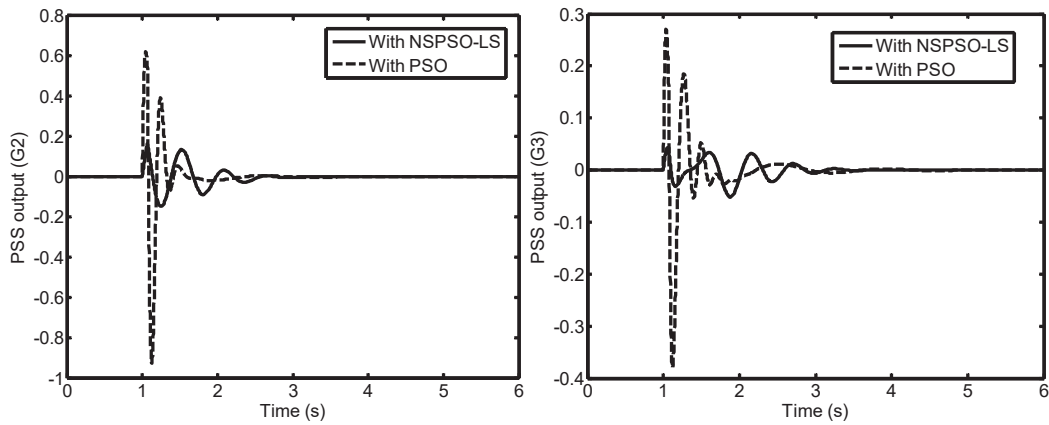 0.8
0.6
0.4
0.2
0
-0.2
-0.4
-0.6
-0.8
-1
PSS output (G2)
With NSPSO-LS
With PSO
0 1 2 3 4 5 6
Time (s)
0.3
0.2
0.1
0
-0.1
-0.2
-0.3
-0.4
PSS output (G3)
With NSPSO-LS
With PSO
0 1 2 3 4 5 6
Time (s)